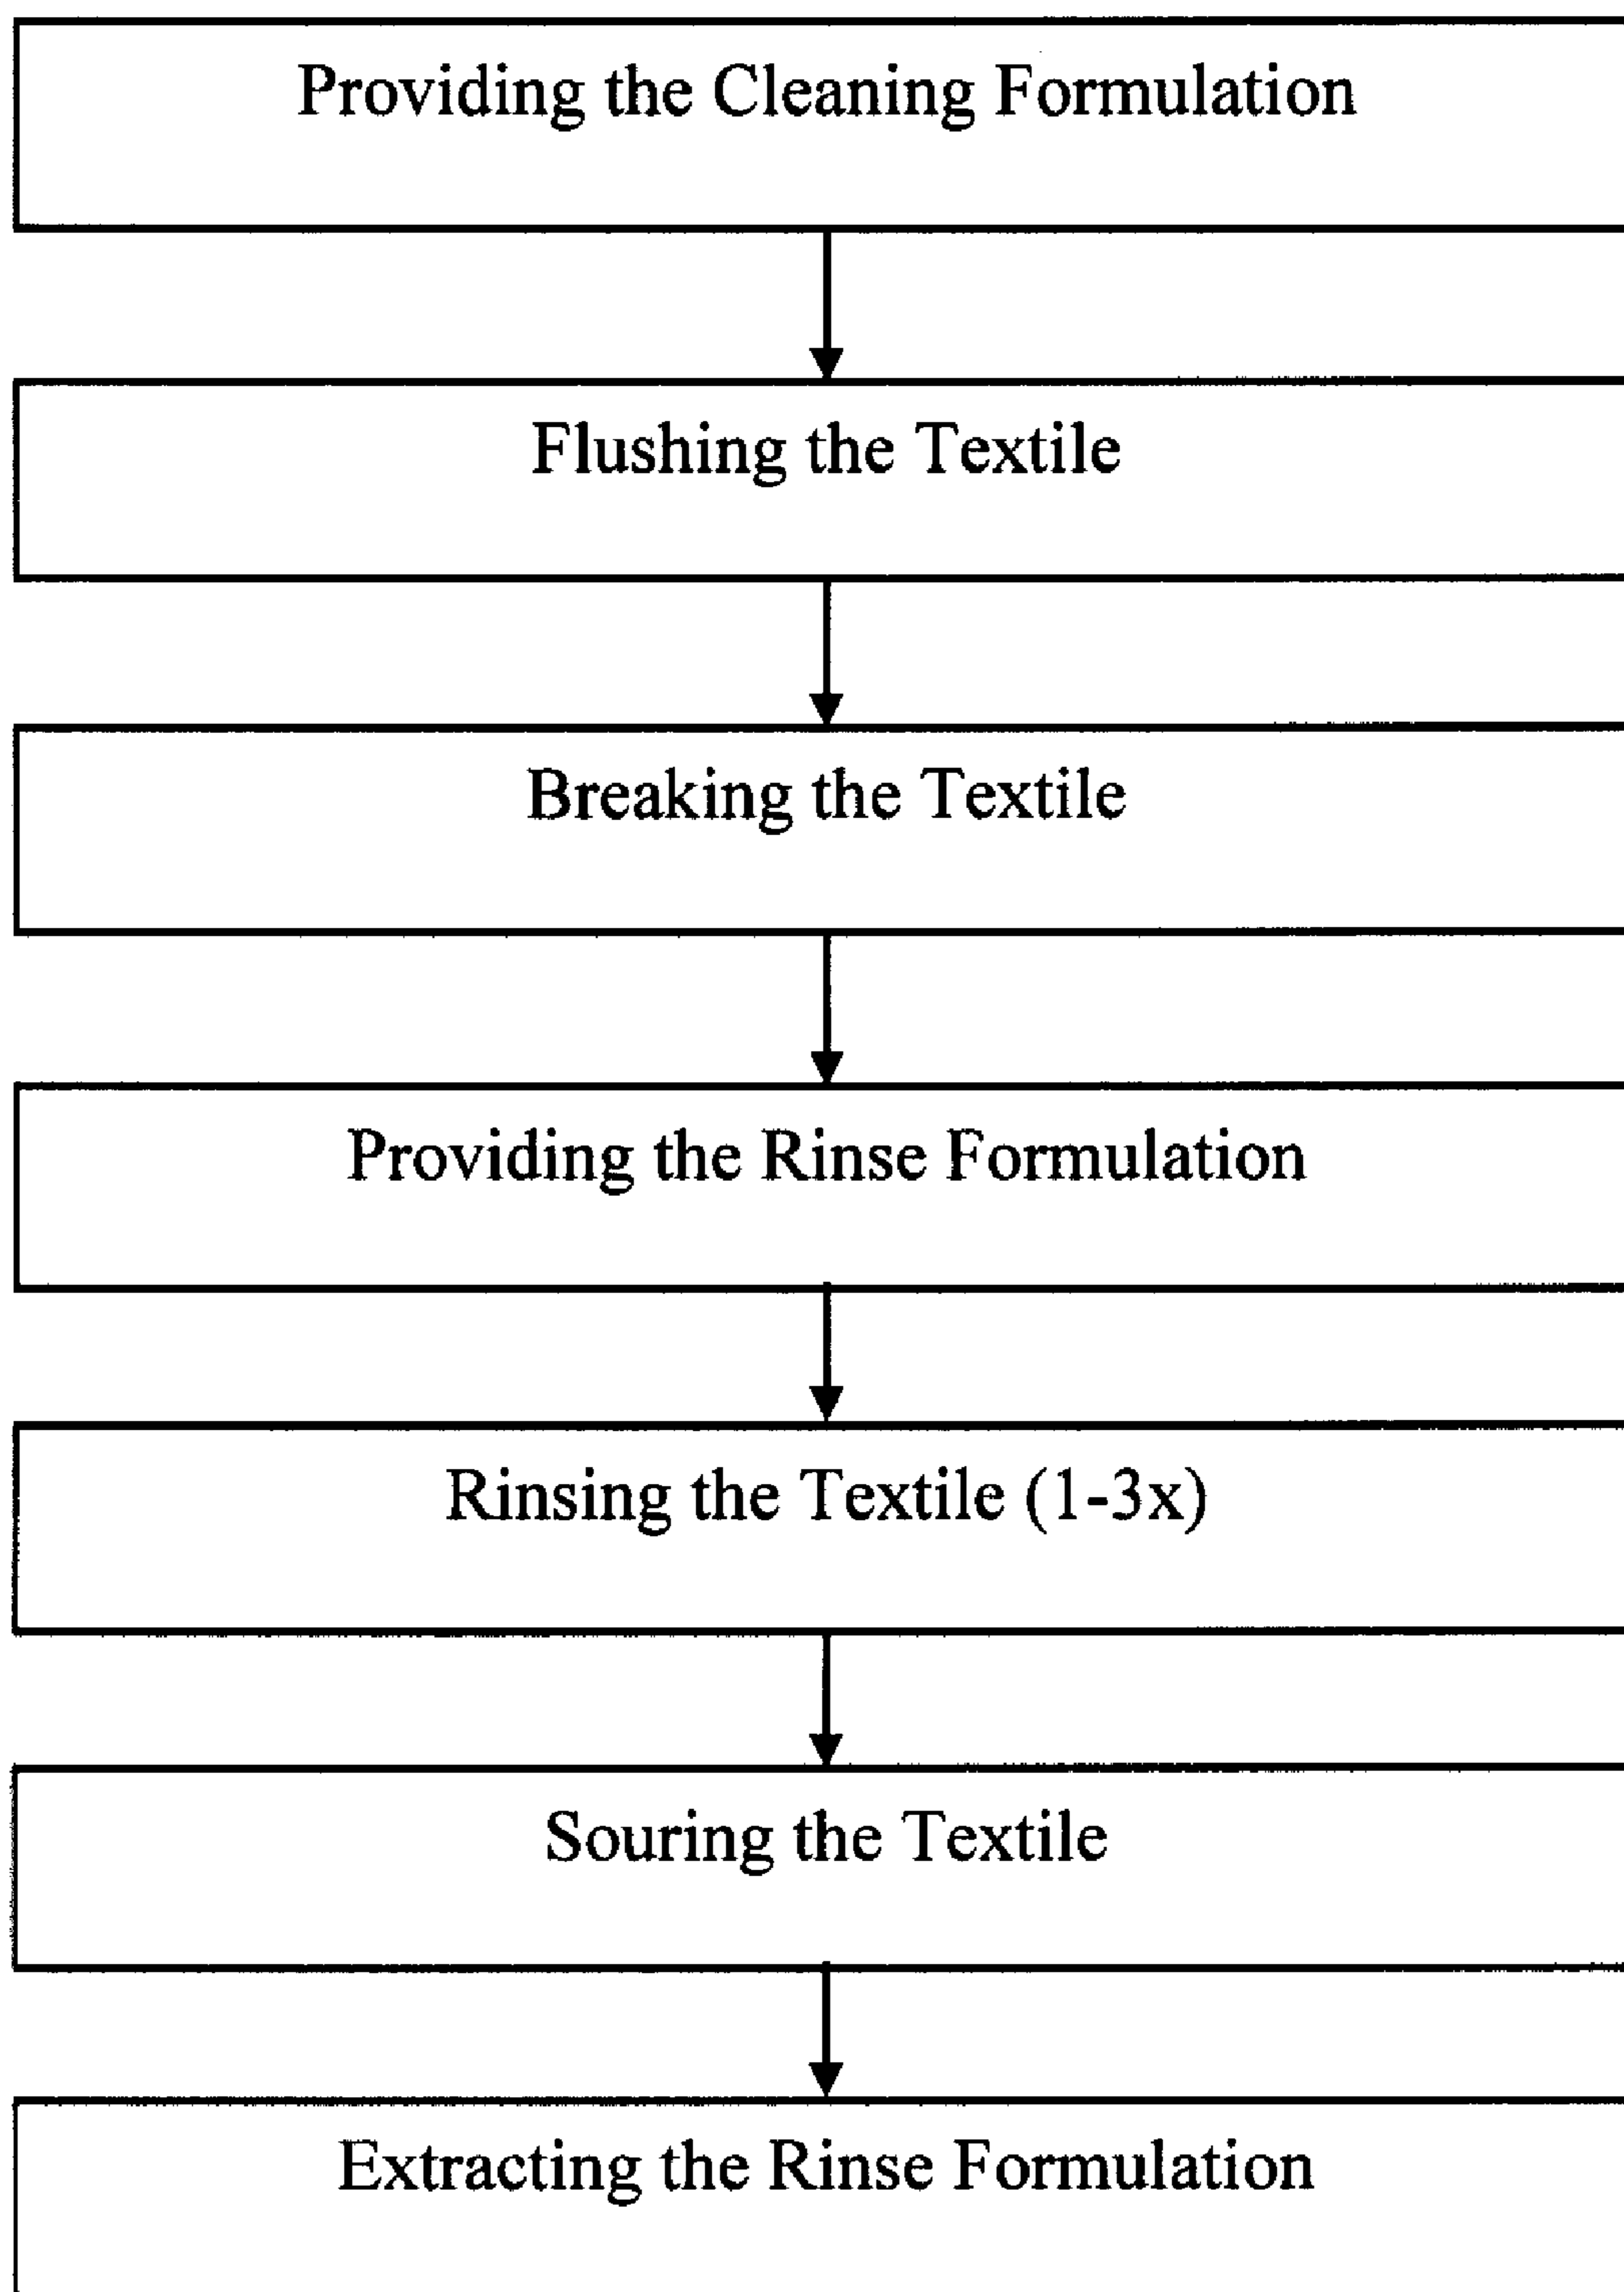 Providing the Cleaning Formulation
Flushing the Textile
Breaking the Textile
Providing the Rinse Formulation
Rinsing the Textile (1-3x)
Souring the Textile
Extracting the Rinse Formulation